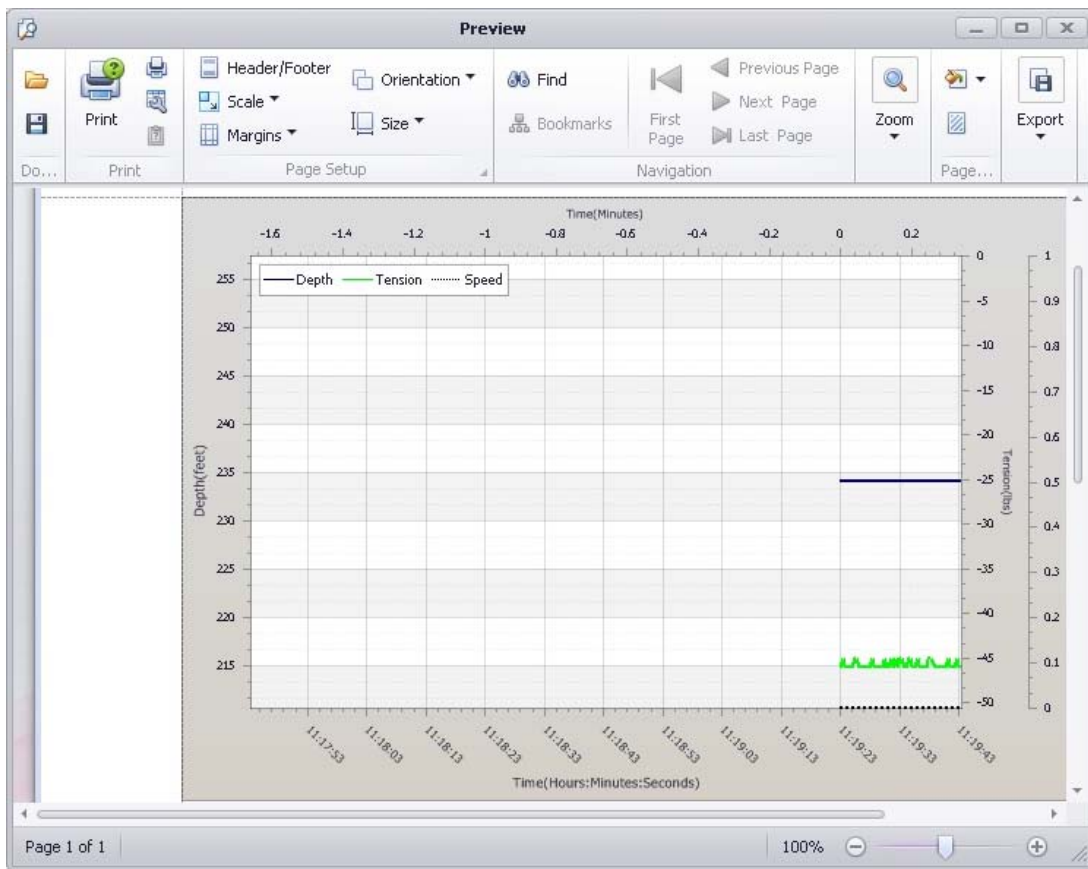 Preview
Header/Footer
Scale
Margins
Orientation
Size
Find
Bookmarks
First Page
Previous Page
Next Page
Last Page
Print
Zoom
Export
Do...
Print
Page Setup
Navigation
Page...
Time(Minutes)
-1.6 -1.4 -1.2 -1 -0.8 -0.6 -0.4 -0.2 0 0.2
Depth Tension Speed
Depth(feet)
255
250
245
240
235
230
225
220
215
0
-5
-10
-15
-20
-25
-30
-35
-40
-45
-50
Tension(lbs)
1
0.9
0.8
0.7
0.6
0.5
0.4
0.3
0.2
0.1
0
11:17:53 11:18:03 11:18:13 11:18:23 11:18:33 11:18:43 11:18:53 11:19:03 11:19:13 11:19:23 11:19:33 11:19:43
Time(Hours:Minutes:Seconds)
Page 1 of 1
100%